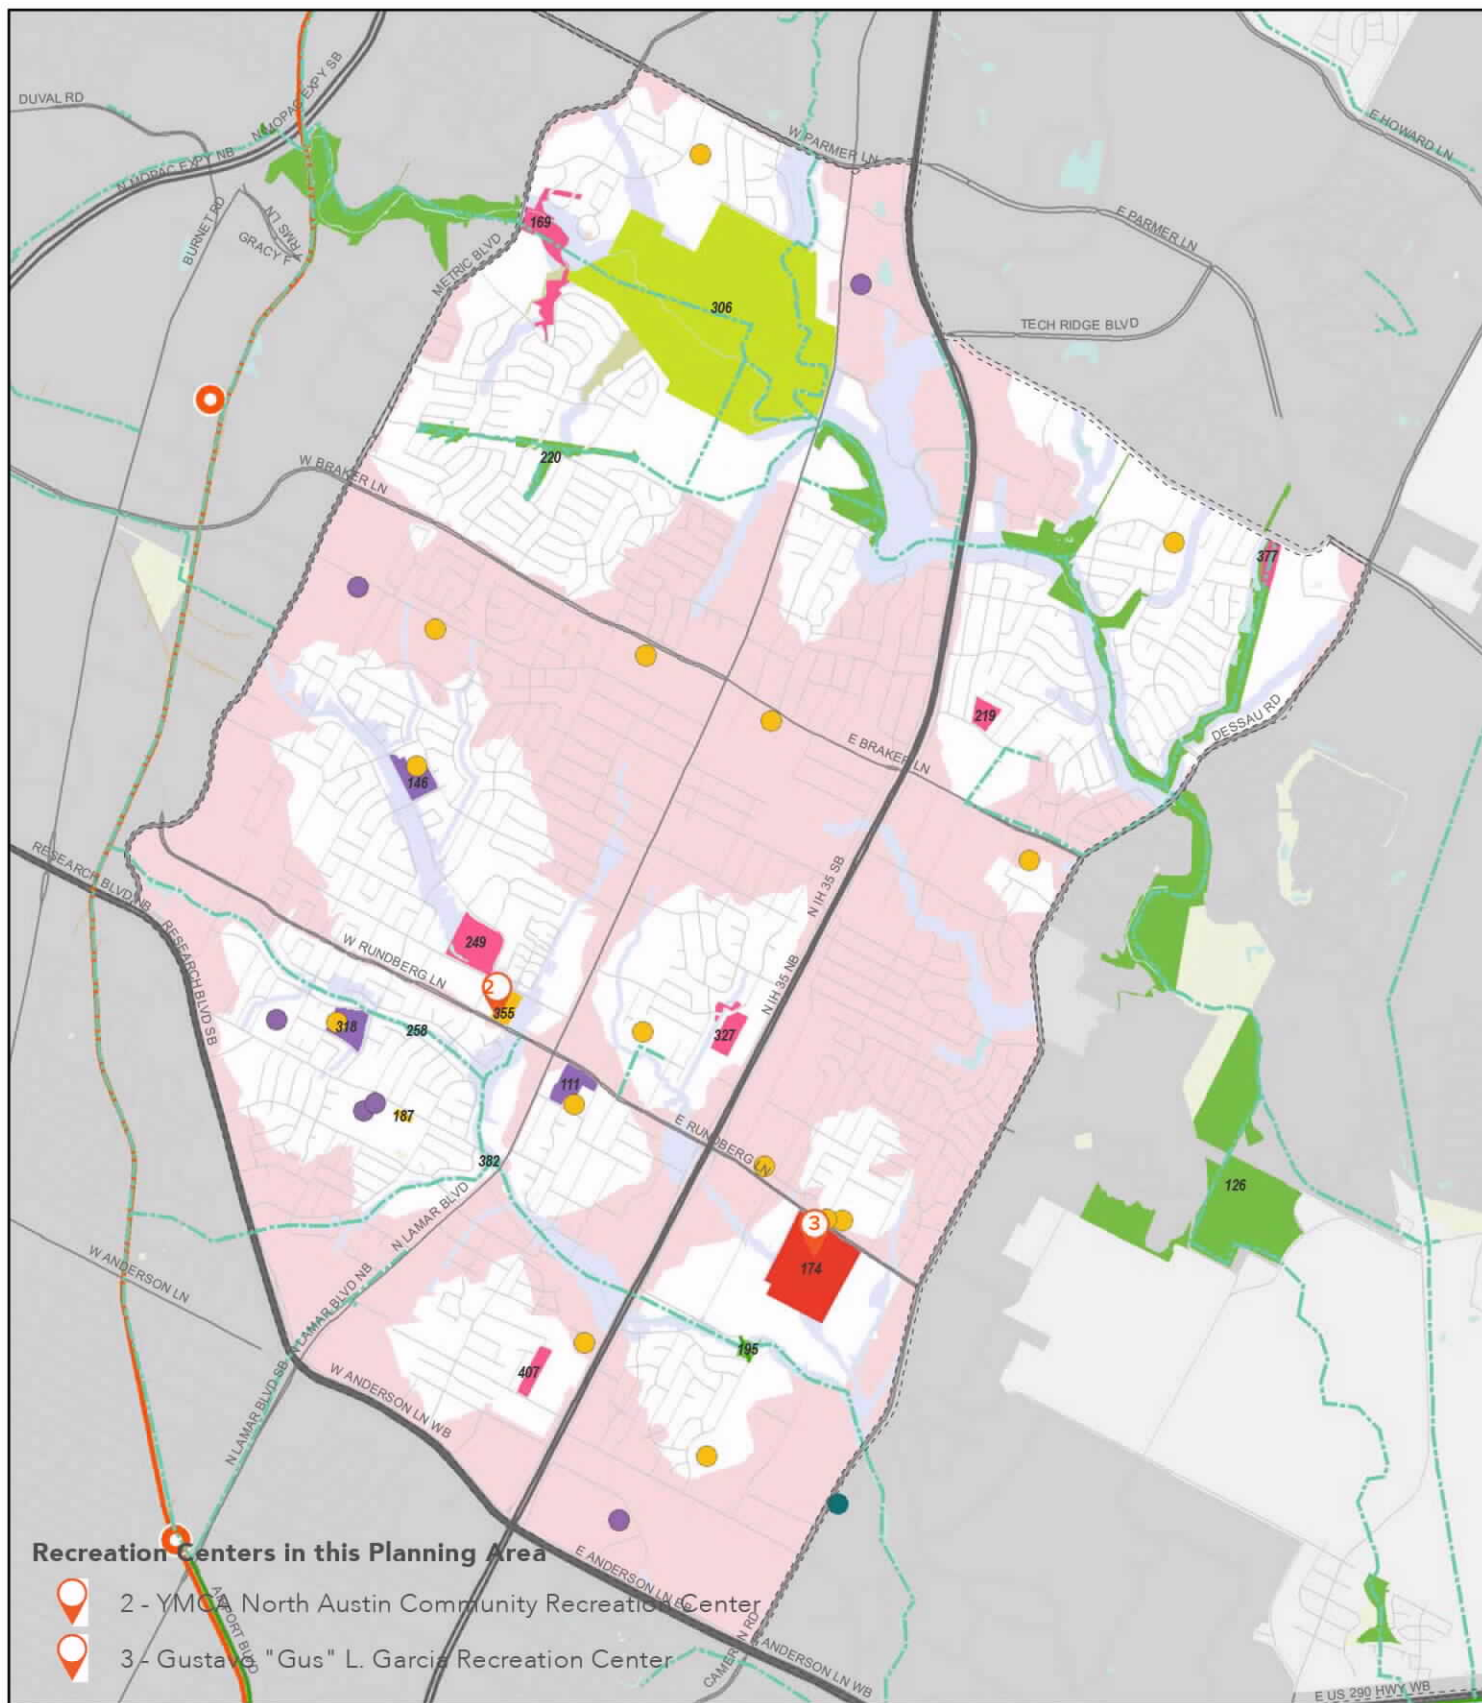 DUVAL RD
N MOPAC EXPY SB
N MOPAC EXPY NB
W PARMER LN
E HOWARD LN
BURNET RD
GRACY F
RMS LN
METRIC BLVD
169
E PARMER LN
306
TECH RIDGE BLVD
W BRAKER LN
220
377
219
DESSAU RD
E BRAKER LN
146
RESEARCH BLVD NB
RESEARCH BLVD SB
W RUNDBERG LN
249
2
355
N IH 35 SB
N IH 35 NB
318
258
327
111
187
E RUNDBERG LN
382
126
N LAMAR BLVD
3
174
W ANDERSON LN
N LAMAR BLVD NB
195
407
N LAMAR BLVD SB
W ANDERSON LN WB
Recreation Centers in this Planning Area
E ANDERSON LN EB
2 - YMCA North Austin Community Recreation Center
AIRPORT BLVD
3 - Gustavo "Gus" L. Garcia Recreation Center
CAMERON RD
E ANDERSON LN WB
E US 290 HWY WB